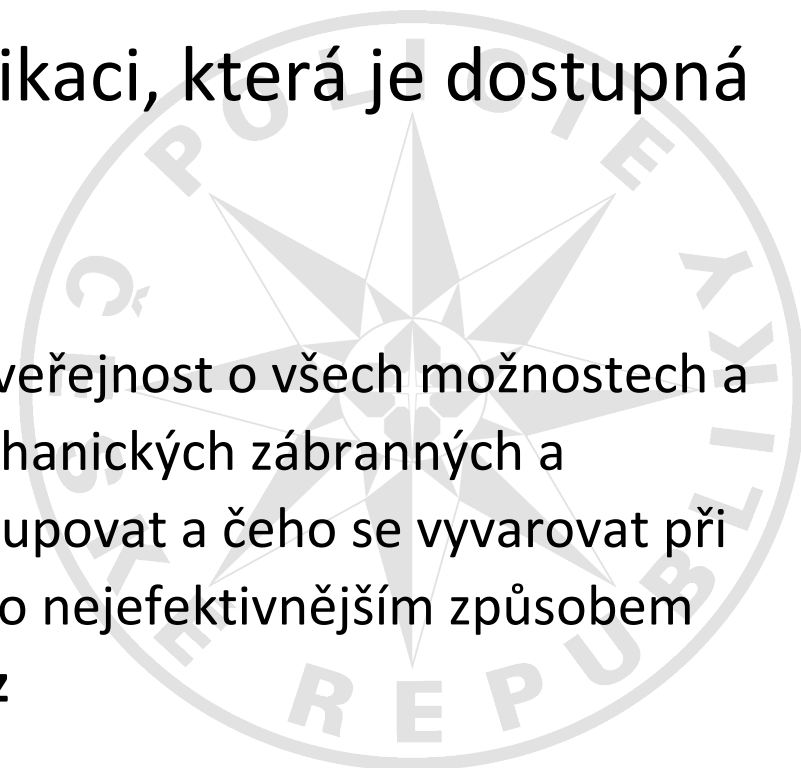 ikaci, která je dostupná
veřejnost o všech možnostech a
hanických zábranných a
upovat a čeho se vyvarovat při
o nejefektivnějším způsobem
z
POLICIE ČESKÉ REPUBLIKY